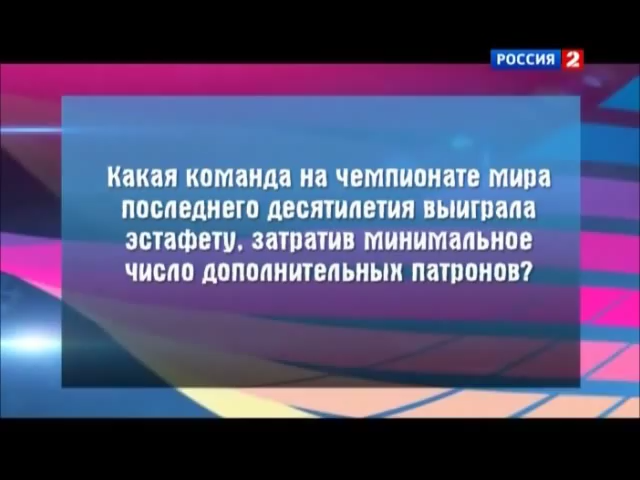 РОССИЯ 2
Какая команда на чемпионате мира
последнего десятилетия выиграла
эстафету, затратив минимальное
число дополнительных патронов?